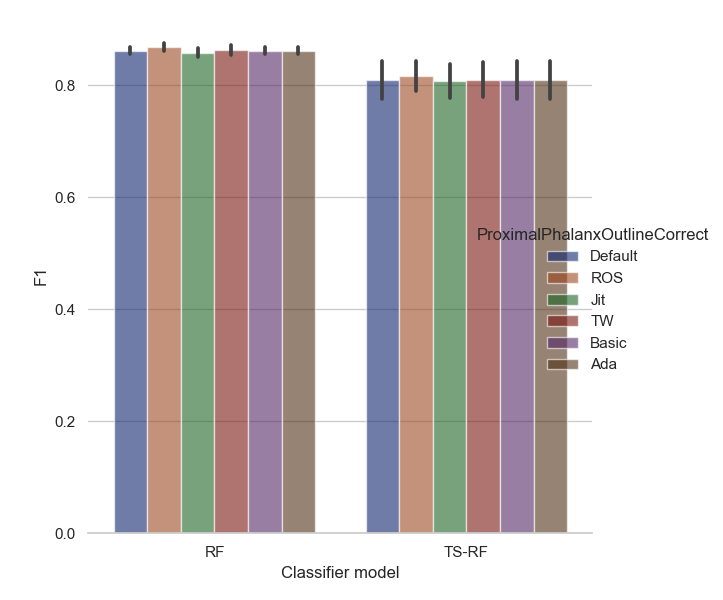 0.8
0.6
0.4
0.2
0.0
F1
RF
TS-RF
Classifier model
ProximalPhalanxOutlineCorrect
Default
ROS
Jit
TW
Basic
Ada